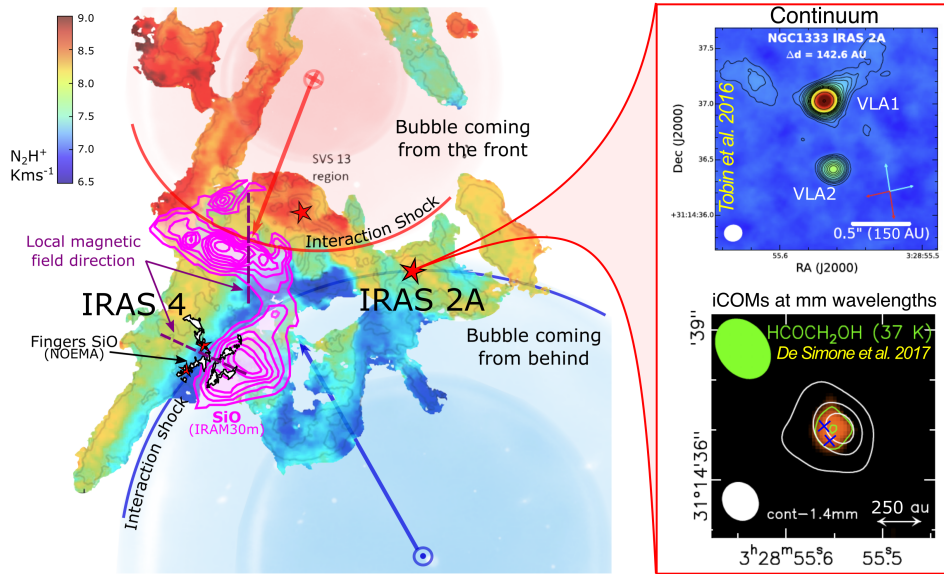 9.0
8.5
8.0
7.5
7.0
6.5
N₂H⁺
Kms⁻¹
Bubble coming
from the front
SVS 13
region
Interaction Shock
Local magnetic
field direction
IRAS 4
IRAS 2A
Fingers SiO
(NOEMA)
Bubble coming
from behind
SiO
(IRAM30m)
Interaction shock
Continuum
NGC1333 IRAS 2A
Δd = 142.6 AU
Tobin et al. 2016
VLA1
VLA2
37.5
37.0
36.5
+31:14:36.0
Dec (J2000)
0.5" (150 AU)
55.6
3:28:55.5
RA (J2000)
iCOMs at mm wavelengths
HCOCH₂OH (37 K)
De Simone et al. 2017
39"
31°14'36"
cont-1.4mm
250 au
3ʰ28ᵐ55ˢ.6
55ˢ.5